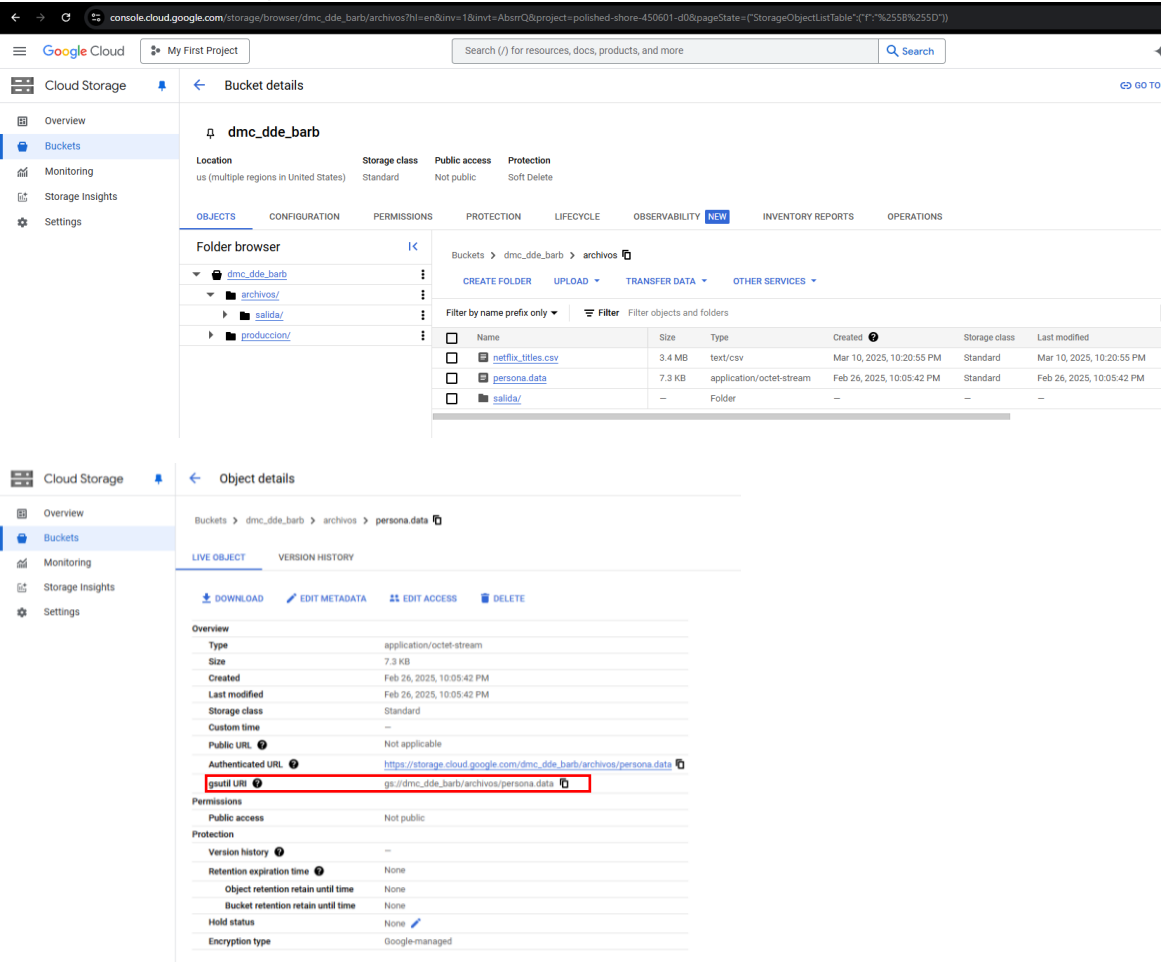 console.cloud.google.com/storage/browser/dmc_dde_barb/archivos?hl=en&inv=1&invt=AbsrrQ&project=polished-shore-450601-d0&pageState=("StorageObjectListTable":("f":"%255B%255D"))
Google Cloud My First Project Search (/) for resources, docs, products, and more Search
Cloud Storage Bucket details GO TO
Overview
Buckets
Monitoring
Storage Insights
Settings
dmc_dde_barb
Location Storage class Public access Protection
us (multiple regions in United States) Standard Not public Soft Delete
OBJECTS CONFIGURATION PERMISSIONS PROTECTION LIFECYCLE OBSERVABILITY NEW INVENTORY REPORTS OPERATIONS
Folder browser
dmc_dde_barb
archivos/
salida/
produccion/
Buckets > dmc_dde_barb > archivos
CREATE FOLDER UPLOAD TRANSFER DATA OTHER SERVICES
Filter by name prefix only Filter Filter objects and folders
Name Size Type Created Storage class Last modified
netflix_titles.csv 3.4 MB text/csv Mar 10, 2025, 10:20:55 PM Standard Mar 10, 2025, 10:20:55 PM
persona.data 7.3 KB application/octet-stream Feb 26, 2025, 10:05:42 PM Standard Feb 26, 2025, 10:05:42 PM
salida/ — Folder — — —
Cloud Storage Object details
Overview
Buckets
Monitoring
Storage Insights
Settings
Buckets > dmc_dde_barb > archivos > persona.data
LIVE OBJECT VERSION HISTORY
DOWNLOAD EDIT METADATA EDIT ACCESS DELETE
Overview
Type application/octet-stream
Size 7.3 KB
Created Feb 26, 2025, 10:05:42 PM
Last modified Feb 26, 2025, 10:05:42 PM
Storage class Standard
Custom time —
Public URL Not applicable
Authenticated URL https://storage.cloud.google.com/dmc_dde_barb/archivos/persona.data
gsutil URI gs://dmc_dde_barb/archivos/persona.data
Permissions
Public access Not public
Protection
Version history —
Retention expiration time None
Object retention retain until time None
Bucket retention retain until time None
Hold status None
Encryption type Google-managed